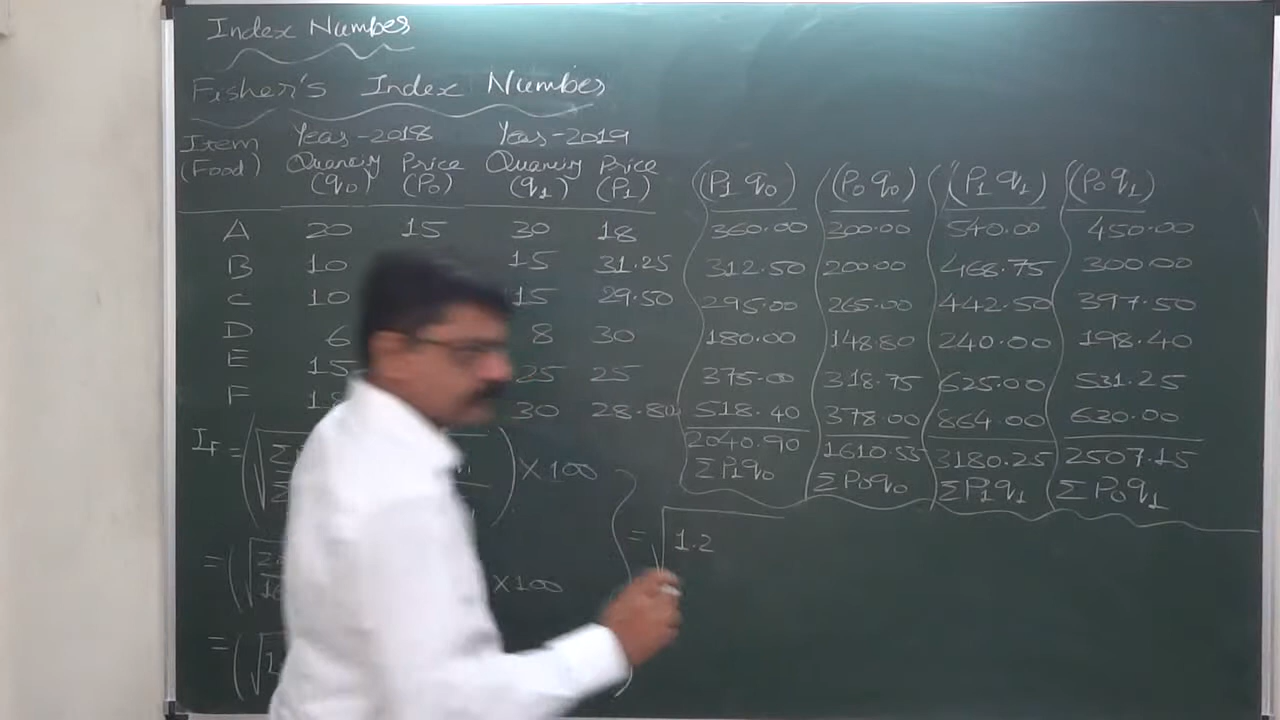 Index Number
Fisher's Index Number
Item (Food) Year-2018 Year-2019
Quantity (q0) Price (P0) Quantity (q1) Price (P1) (P1 q0) (P0 q0) (P1 q1) (P0 q1)
A 20 15 30 18 360.00 300.00 540.00 450.00
B 10 15 31.25 312.50 200.00 468.75 300.00
C 10 15 29.50 295.00 265.00 442.50 397.50
D 6 8 30 180.00 148.80 240.00 198.40
E 15 25 25 375.00 318.75 625.00 531.25
F 30 28.80 518.40 378.00 864.00 630.00
2040.90 1610.55 3180.25 2507.15
ΣP1q0 ΣP0q0 ΣP1q1 ΣP0q1
IF = ( √ ) X 100
= ( √ X 100
= ( √
= √ 1.2